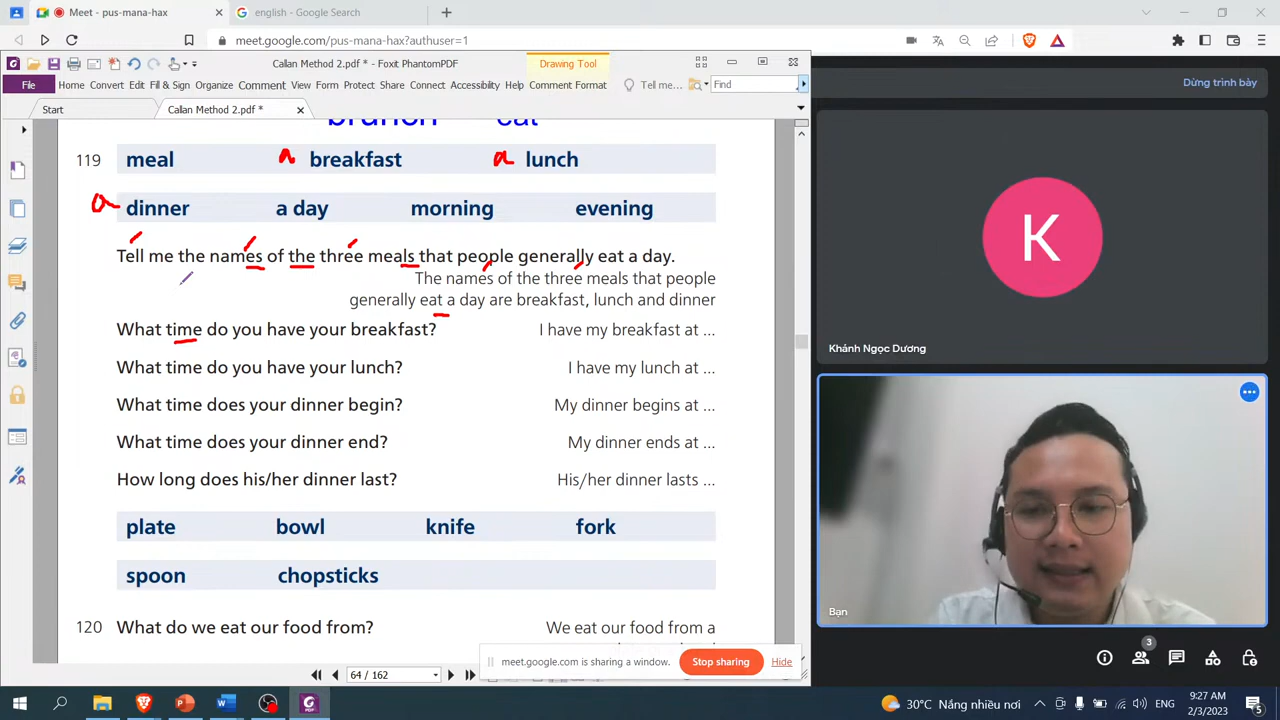 Meet - pus-mana-hax
english - Google Search
meet.google.com/pus-mana-hax?authuser=1
Callan Method 2.pdf * - Foxit PhantomPDF
Drawing Tool
File Home Convert Edit Organize Comment View Form Protect Share Connect Accessibility Help Comment Format Tell me... Find
Dừng trình bày
Start
Callan Method 2.pdf *
brunch eat
119 meal a breakfast a lunch
a dinner a day morning evening
Tell me the names of the three meals that people generally eat a day.
The names of the three meals that people
generally eat a day are breakfast, lunch and dinner
What time do you have your breakfast? I have my breakfast at ...
What time do you have your lunch? I have my lunch at ...
What time does your dinner begin? My dinner begins at ...
What time does your dinner end? My dinner ends at ...
How long does his/her dinner last? His/her dinner lasts ...
plate bowl knife fork
spoon chopsticks
120 What do we eat our food from? We eat our food from a
K
Khánh Ngọc Dương
Bạn
meet.google.com is sharing a window. Stop sharing Hide
64 / 162
3
30°C Nắng nhiều nơi
ENG
9:27 AM
2/3/2023
5